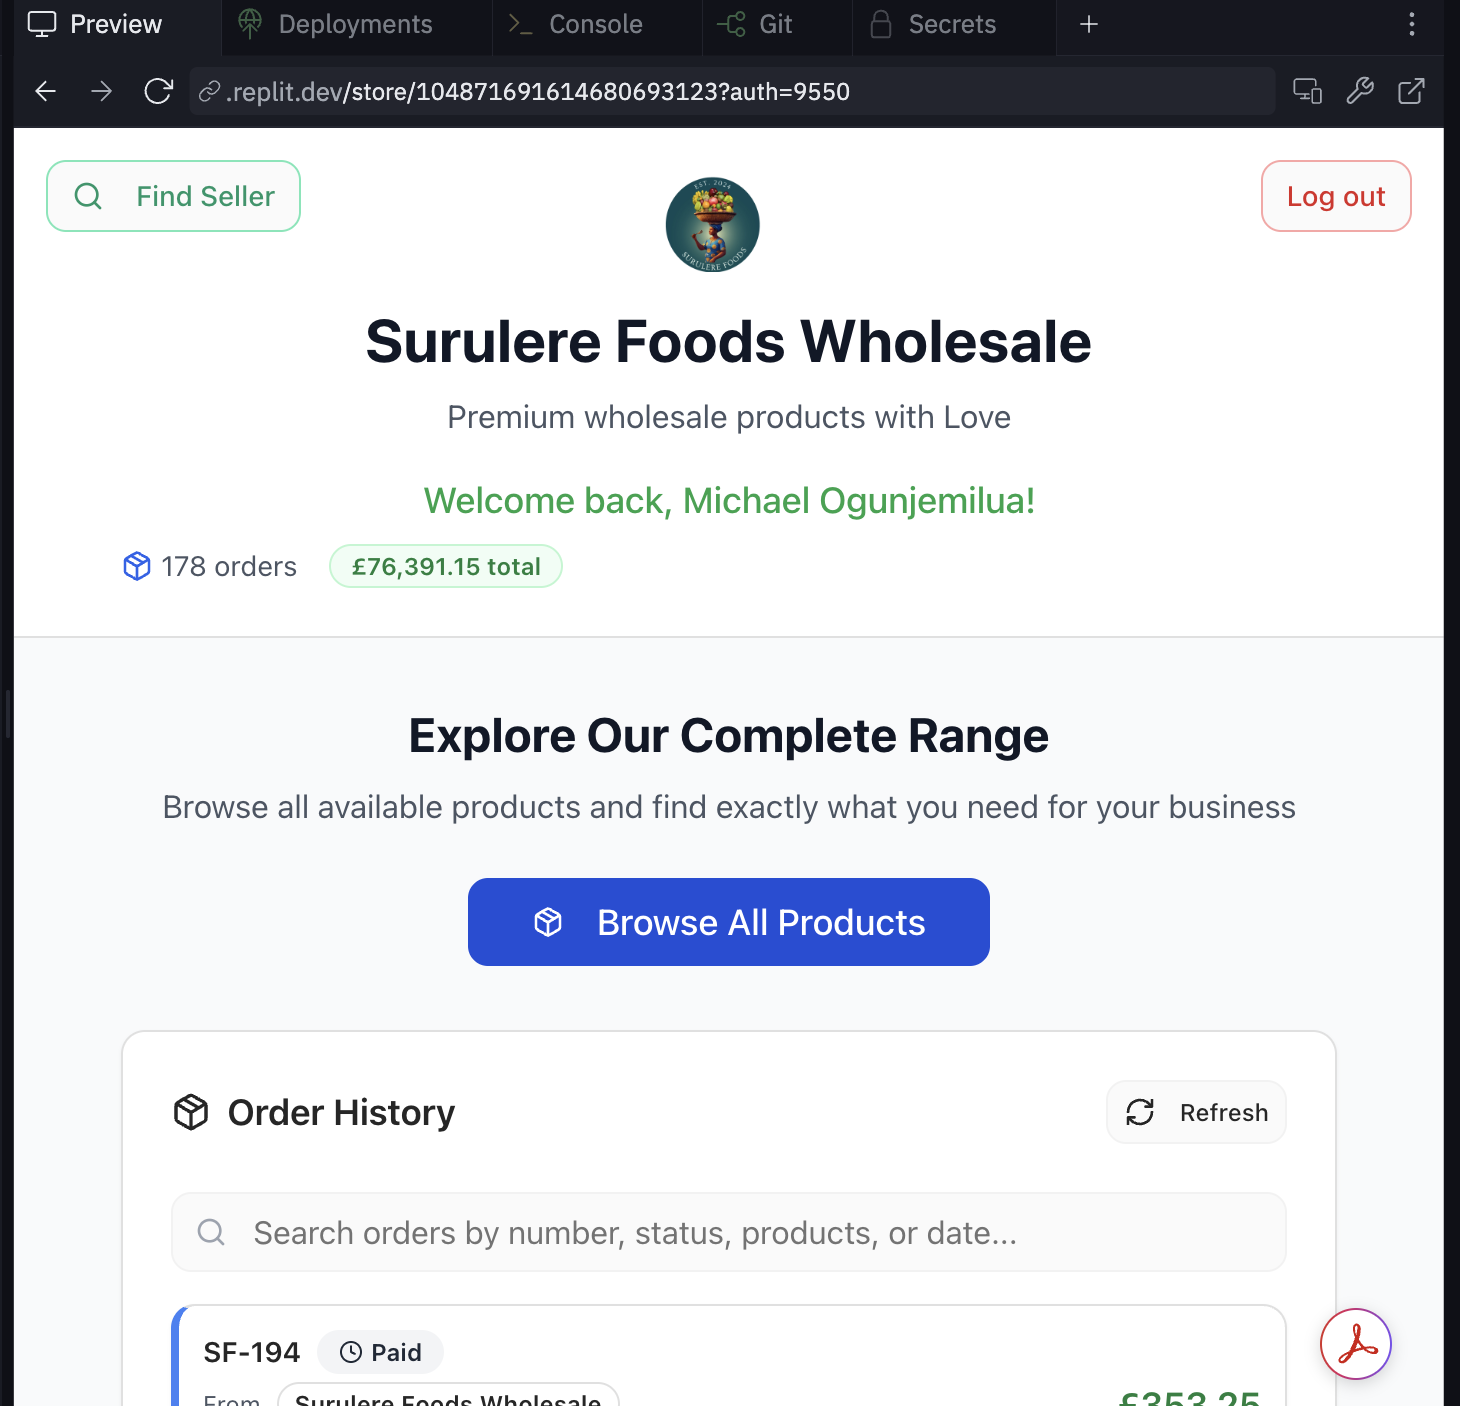 Preview
Deployments
Console
Git
Secrets
.replit.dev/store/104871691614680693123?auth=9550
Find Seller
EST. 2024
SURULERE FOODS
Log out
Surulere Foods Wholesale
Premium wholesale products with Love
Welcome back, Michael Ogunjemilua!
178 orders
£76,391.15 total
Explore Our Complete Range
Browse all available products and find exactly what you need for your business
Browse All Products
Order History
Refresh
Search orders by number, status, products, or date...
SF-194
Paid
From
Surulere Foods Wholesale
£353.25